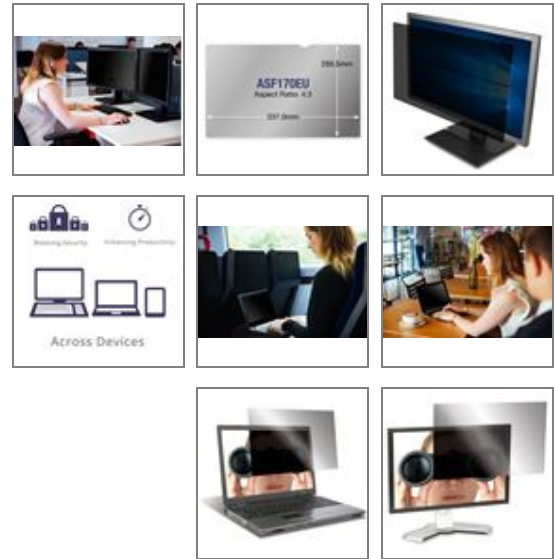 ASF170EU
Aspect Ratio: 4:3
Boosting Security
Enhancing Productivity
Across Devices